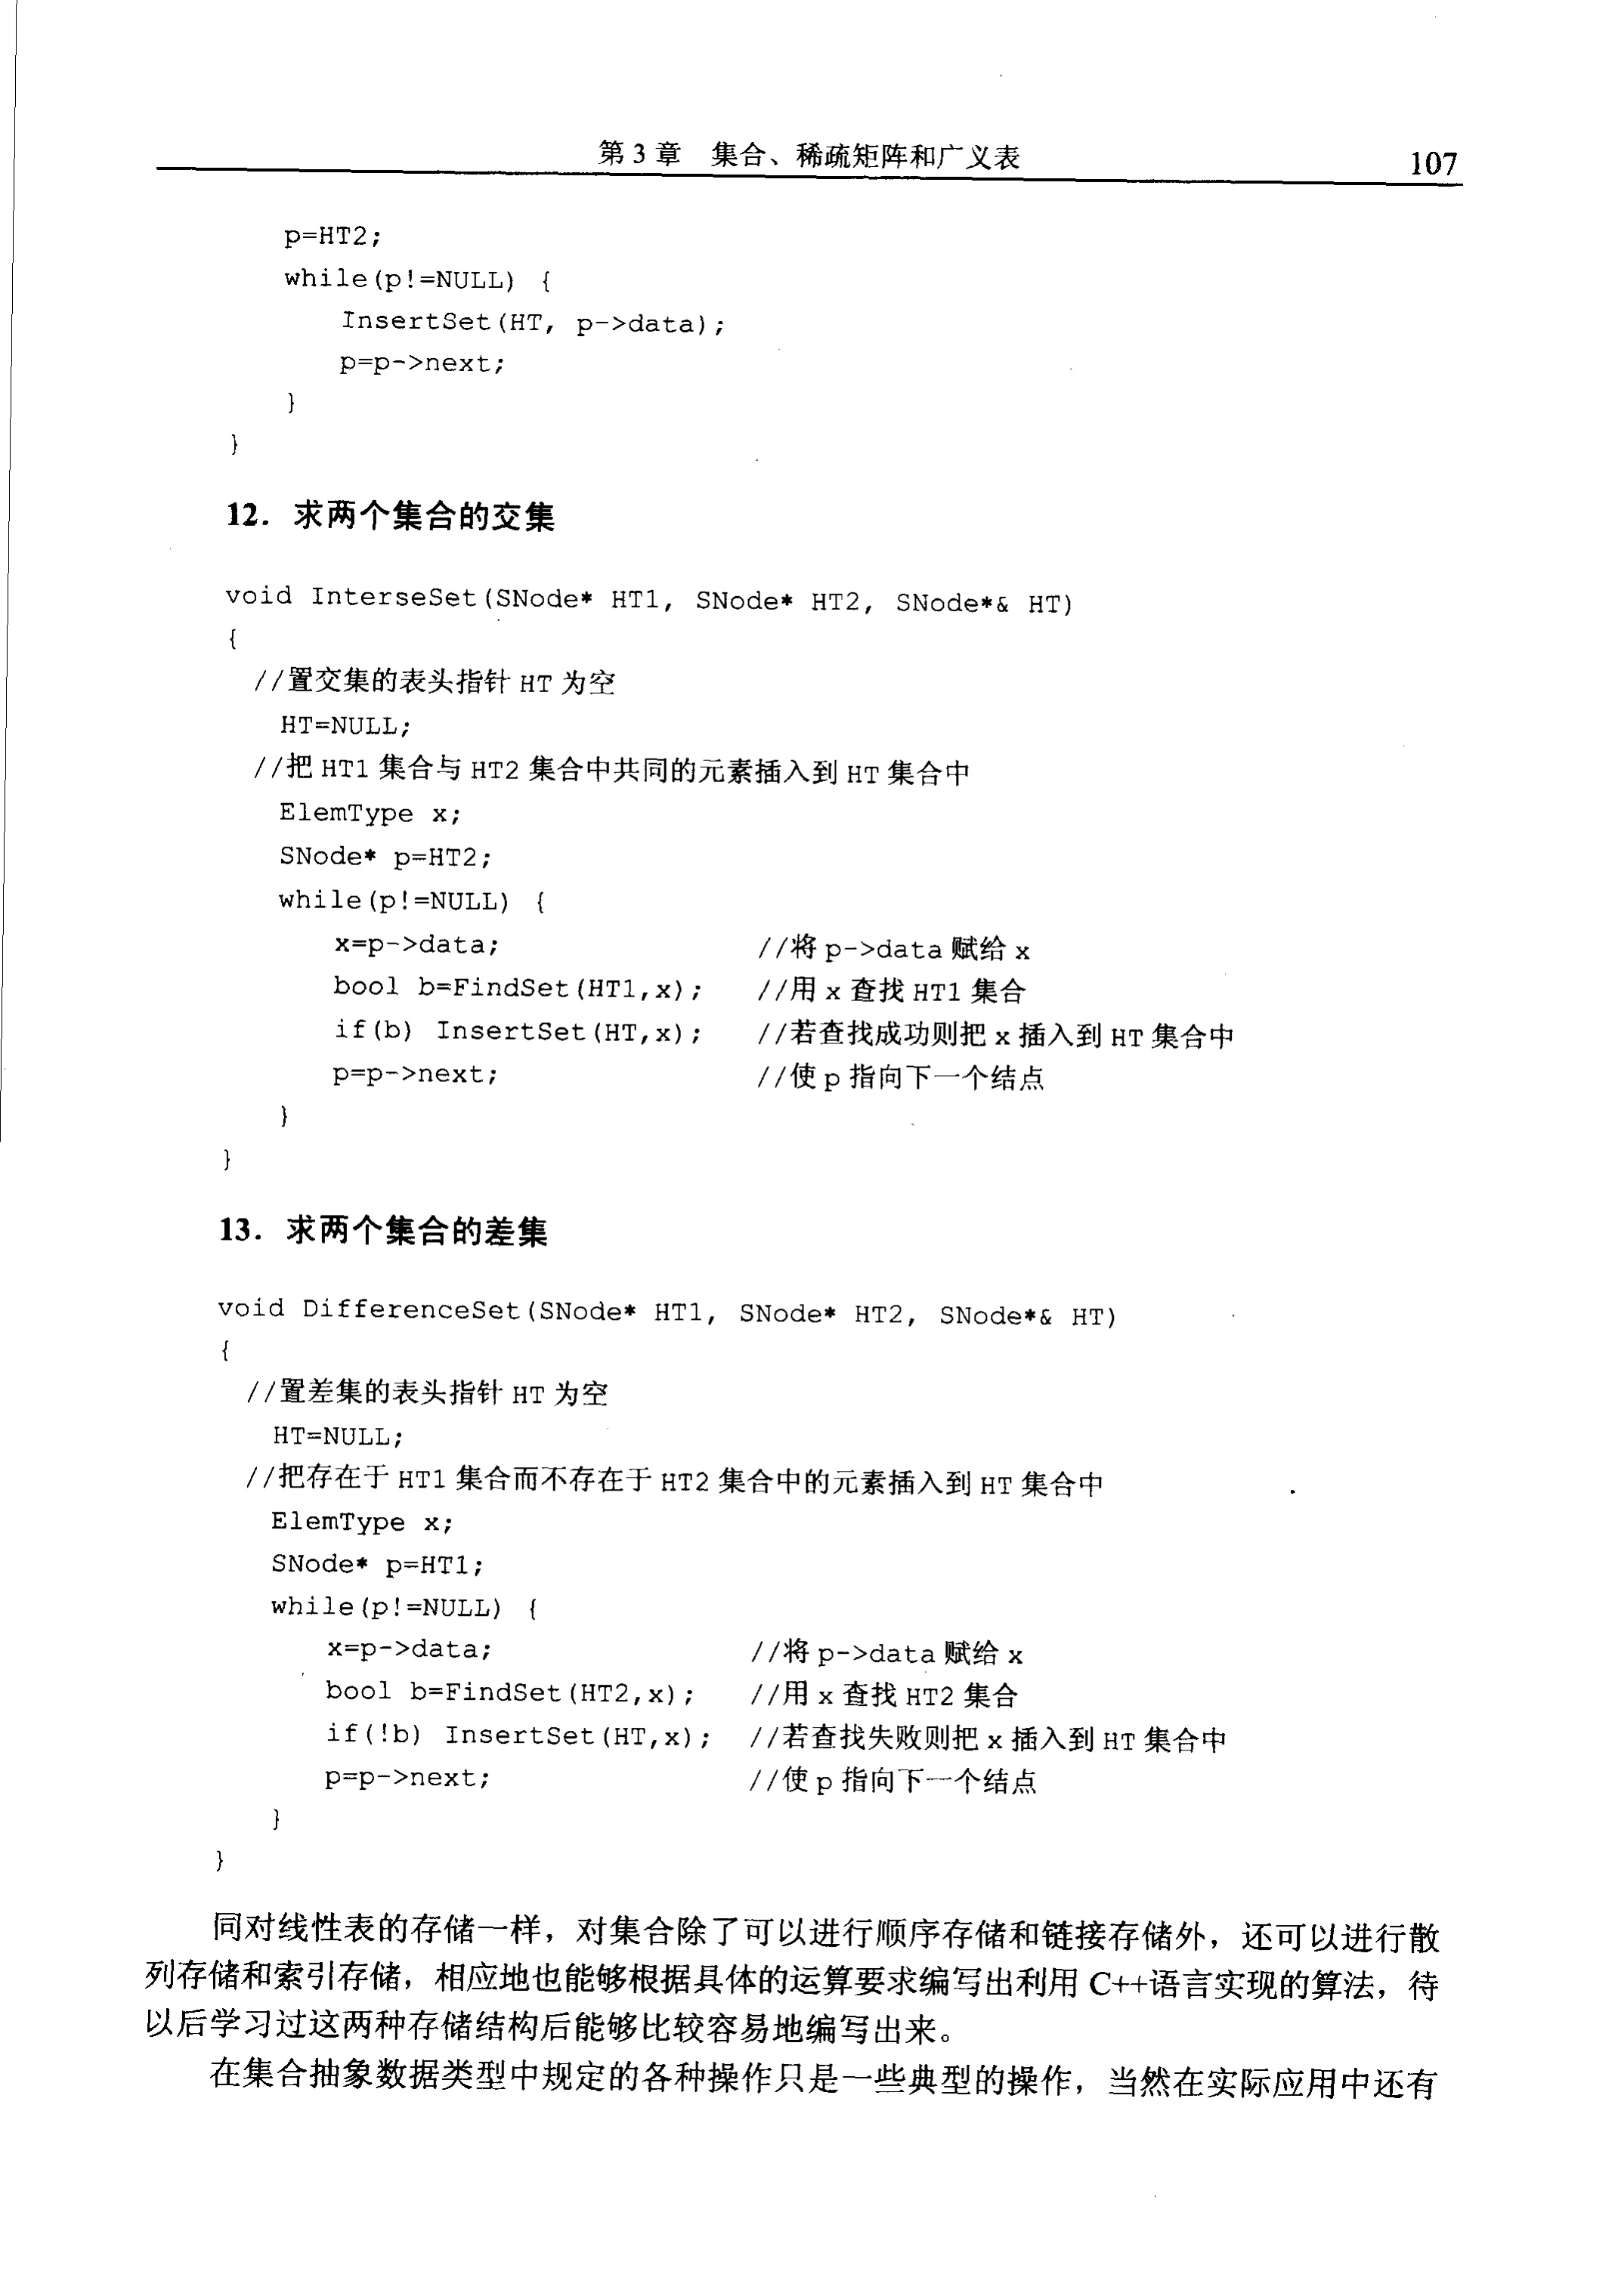 第 3 章　集合、稀疏矩阵和广义表　107
p=HT2;
while(p!=NULL) {
InsertSet(HT, p->data);
p=p->next;
}
}
12．求两个集合的交集
void InterseSet(SNode* HT1, SNode* HT2, SNode*& HT)
{
//置交集的表头指针 HT 为空
HT=NULL;
//把 HT1 集合与 HT2 集合中共同的元素插入到 HT 集合中
ElemType x;
SNode* p=HT2;
while(p!=NULL) {
x=p->data; //将 p->data 赋给 x
bool b=FindSet(HT1,x); //用 x 查找 HT1 集合
if(b) InsertSet(HT,x); //若查找成功则把 x 插入到 HT 集合中
p=p->next; //使 p 指向下一个结点
}
}
13．求两个集合的差集
void DifferenceSet(SNode* HT1, SNode* HT2, SNode*& HT)
{
//置差集的表头指针 HT 为空
HT=NULL;
//把存在于 HT1 集合而不存在于 HT2 集合中的元素插入到 HT 集合中
ElemType x;
SNode* p=HT1;
while(p!=NULL) {
x=p->data; //将 p->data 赋给 x
bool b=FindSet(HT2,x); //用 x 查找 HT2 集合
if(!b) InsertSet(HT,x); //若查找失败则把 x 插入到 HT 集合中
p=p->next; //使 p 指向下一个结点
}
}
同对线性表的存储一样，对集合除了可以进行顺序存储和链接存储外，还可以进行散
列存储和索引存储，相应地也能够根据具体的运算要求编写出利用 C++语言实现的算法，待
以后学习过这两种存储结构后能够比较容易地编写出来。
在集合抽象数据类型中规定的各种操作只是一些典型的操作，当然在实际应用中还有